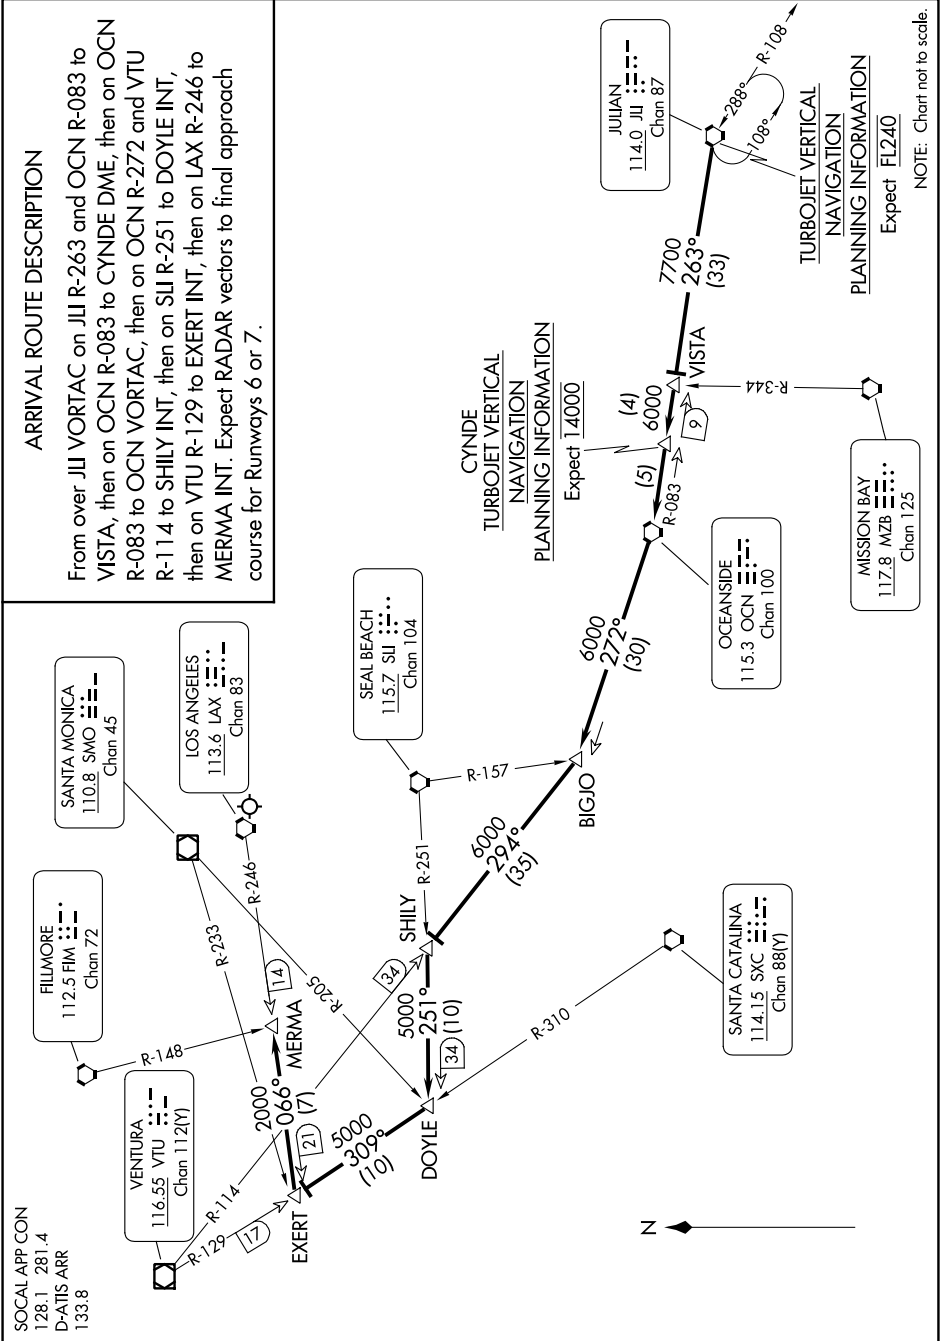 SOCAL APP CON
128.1 281.4
D-ATIS ARR
133.8
ARRIVAL ROUTE DESCRIPTION
From over JLI VORTAC on JLI R-263 and OCN R-083 to
VISTA, then on OCN R-083 to CYNDE DME, then on OCN
R-083 to OCN VORTAC, then on OCN R-272 and VTU
R-114 to SHILY INT, then on SLI R-251 to DOYLE INT,
then on VTU R-129 to EXERT INT, then on LAX R-246 to
MERMA INT. Expect RADAR vectors to final approach
course for Runways 6 or 7.
FILLMORE
112.5 FIM
Chan 72
SANTA MONICA
110.8 SMO
Chan 45
VENTURA
116.55 VTU
Chan 112(Y)
LOS ANGELES
113.6 LAX
Chan 83
R-148
R-233
R-246
R-205
R-114
R-129
17
14
MERMA
2000
066°
(7)
21
EXERT
5000
309°
(10)
DOYLE
34
5000
251°
(10)
34
SHILY
R-251
R-157
SEAL BEACH
115.7 SLI
Chan 104
6000
294°
(35)
BIGJO
R-310
SANTA CATALINA
114.15 SXC
Chan 88(Y)
6000
272°
(30)
OCEANSIDE
115.3 OCN
Chan 100
R-083
(5)
CYNDE
TURBOJET VERTICAL
NAVIGATION
PLANNING INFORMATION
Expect 14000
(4)
6000
9
VISTA
R-344
MISSION BAY
117.8 MZB
Chan 125
7700
263°
(33)
JULIAN
114.0 JLI
Chan 87
288°
108°
R-108
TURBOJET VERTICAL
NAVIGATION
PLANNING INFORMATION
Expect FL240
N
NOTE: Chart not to scale.